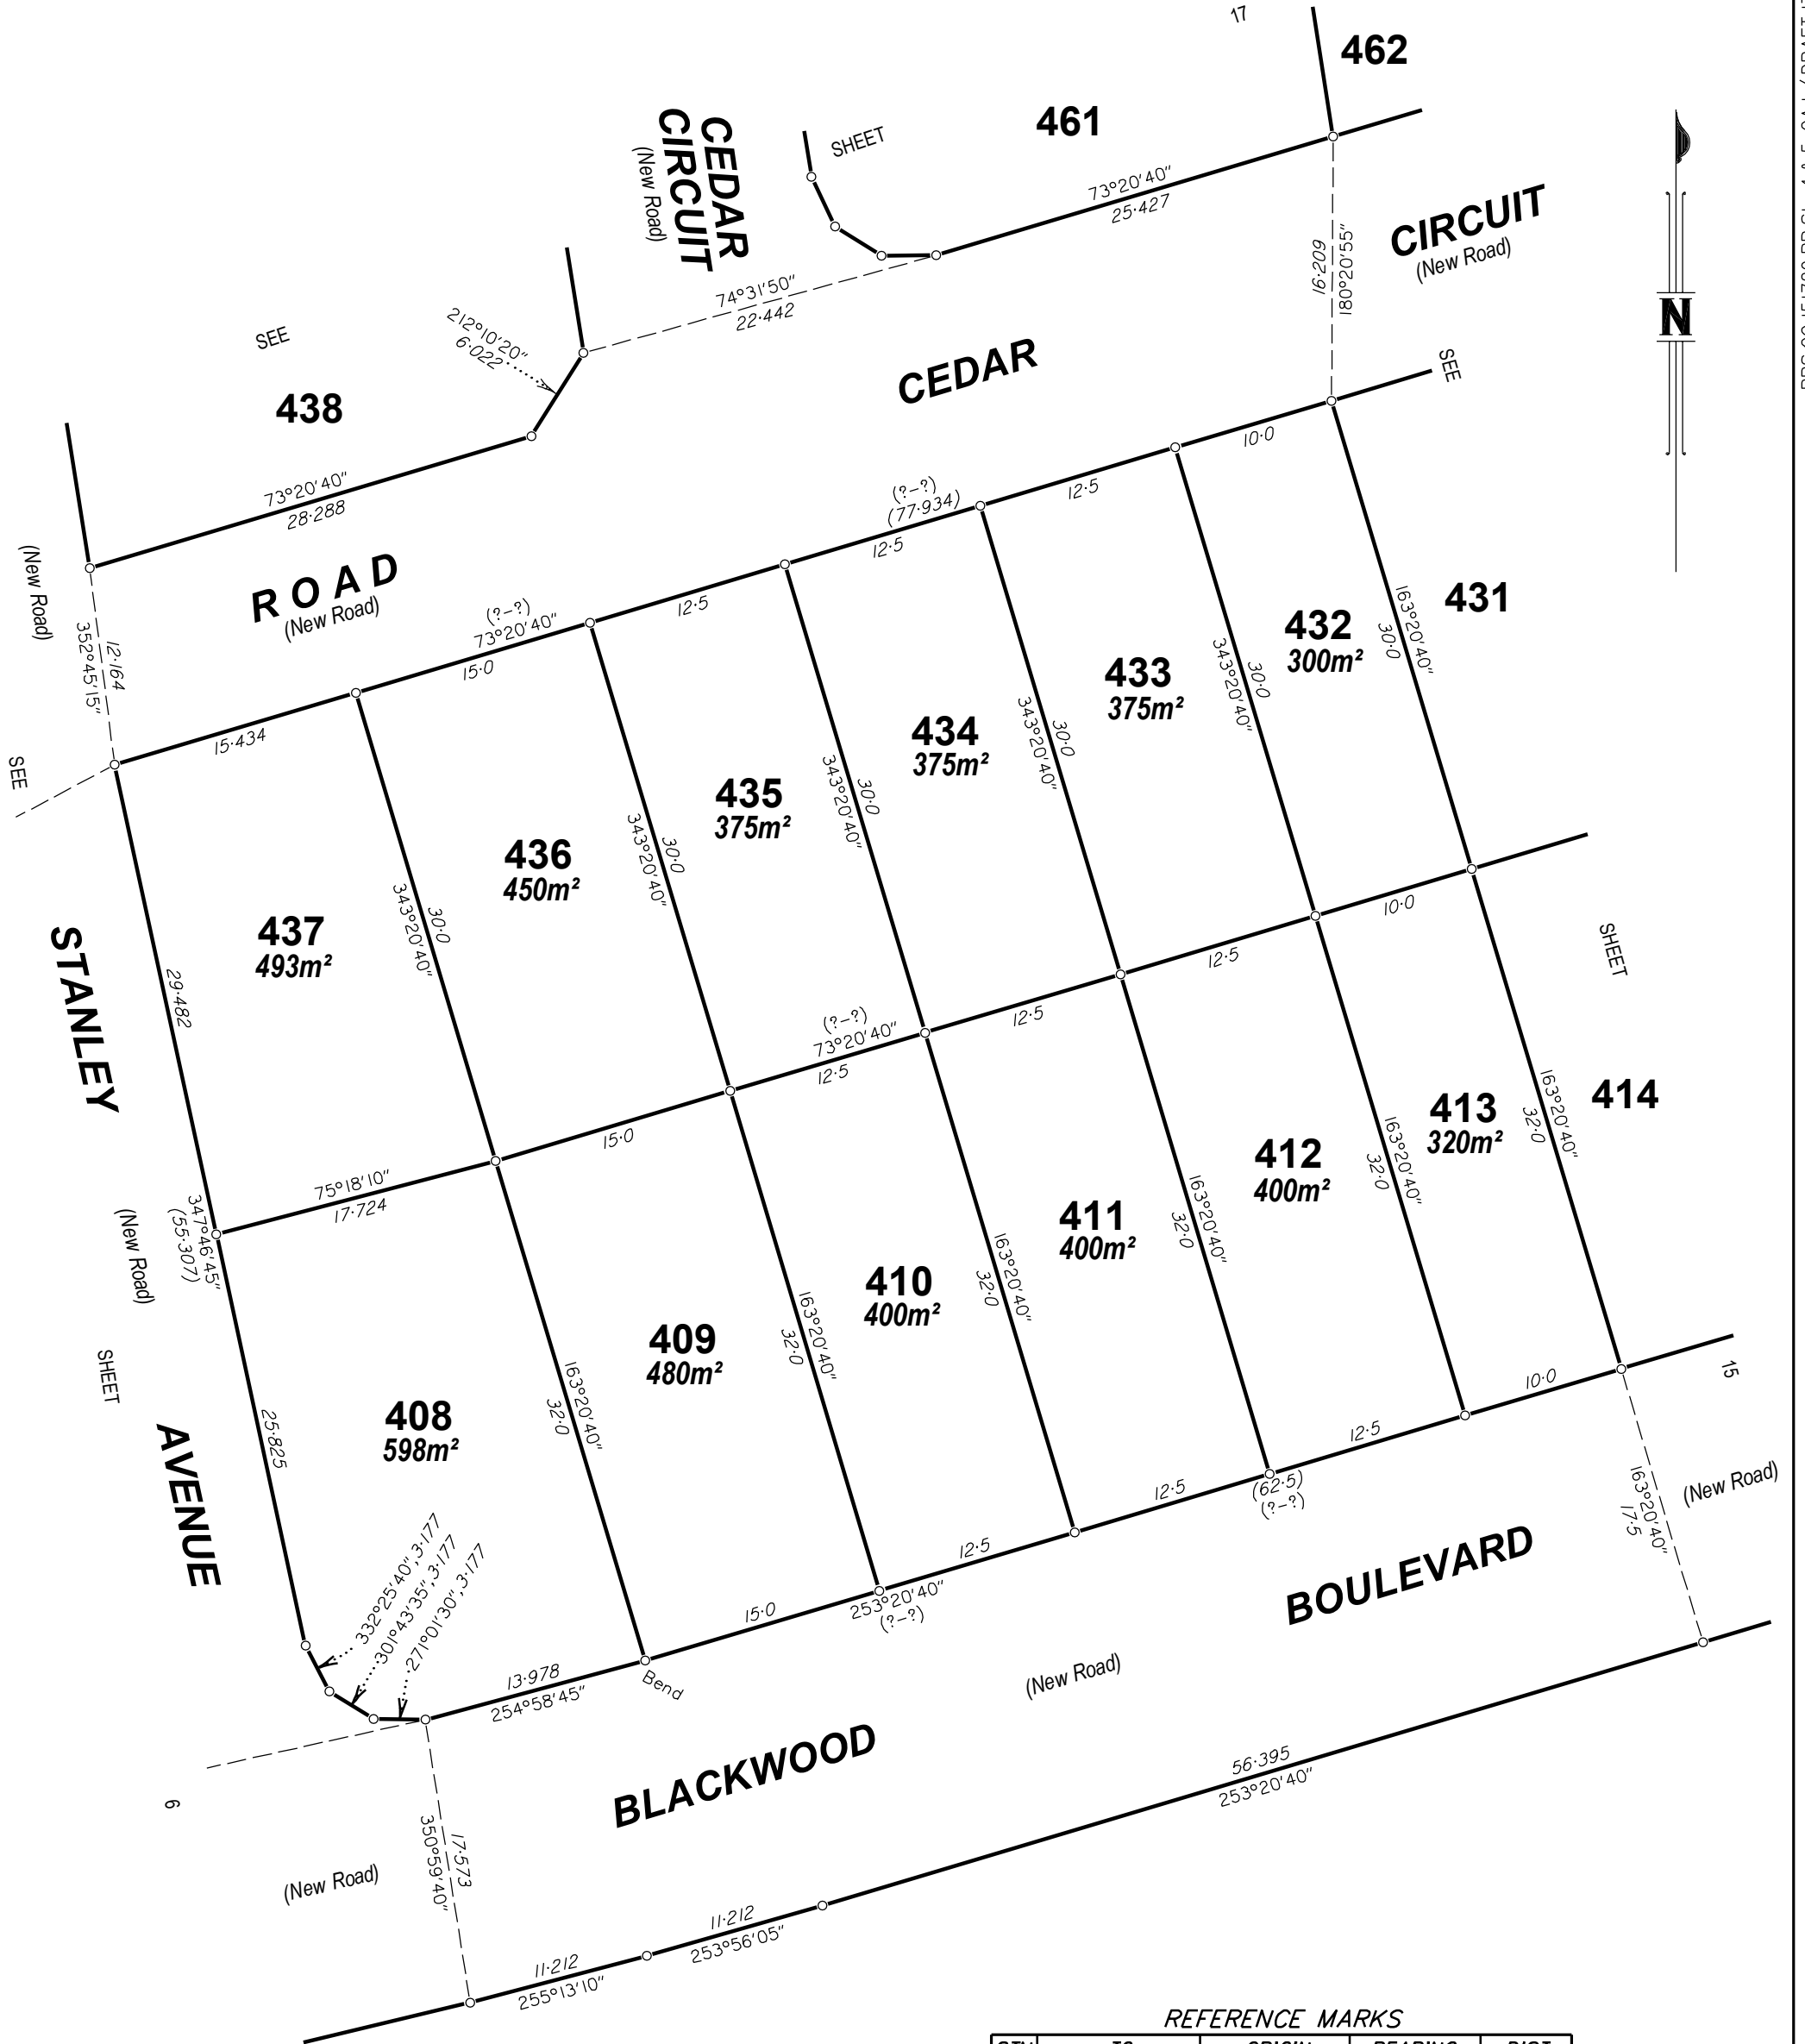 17
462
461
SHEET
CEDAR
CIRCUIT
(New Road)
73°20'40"
25·427
CIRCUIT
(New Road)
16·209
180°20'55"
N
74°31'50"
22·442
SEE
212°10'20"
6·022
438
CEDAR
SEE
73°20'40"
28·288
10·0
12·5
(?–?)
(77·934)
12·5
(New Road)
ROAD
(New Road)
12·164
352°45'15"
(?–?)
73°20'40"
15·0
12·5
15·434
SEE
431
163°20'40"
30·0
432
300m²
343°20'40"
30·0
433
375m²
343°20'40"
30·0
434
375m²
343°20'40"
30·0
435
375m²
343°20'40"
30·0
436
450m²
343°20'40"
30·0
437
493m²
STANLEY
29·482
10·0
12·5
12·5
(?–?)
73°20'40"
12·5
15·0
SHEET
75°18'10"
17·724
347°46'45"
(55·307)
(New Road)
SHEET
414
163°20'40"
32·0
413
320m²
163°20'40"
32·0
412
400m²
163°20'40"
32·0
411
400m²
163°20'40"
32·0
410
400m²
163°20'40"
32·0
409
480m²
163°20'40"
32·0
408
598m²
25·825
AVENUE
332°25'40",3·177
301°43'35",3·177
271°01'30",3·177
15
10·0
12·5
(62·5)
(?–?)
12·5
12·5
253°20'40"
(?–?)
15·0
Bend
13·978
254°58'45"
163°20'40"
17·5
(New Road)
BOULEVARD
(New Road)
BLACKWOOD
6
56·395
253°20'40"
17·573
350°59'40"
(New Road)
11·212
253°56'05"
11·212
255°13'10"
REFERENCE MARKS